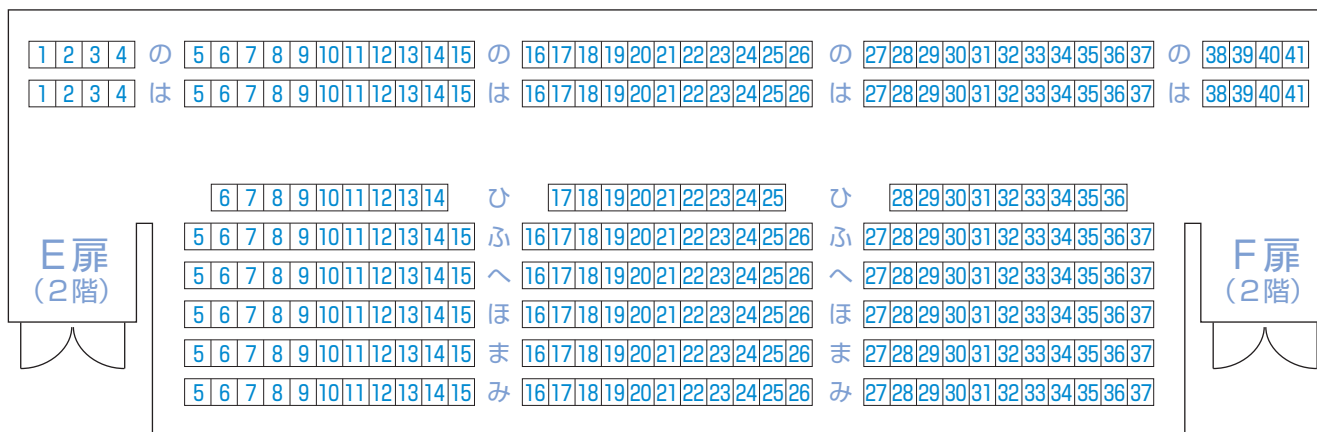 1 2 3 4 の 5 6 7 8 9 10 11 12 13 14 15 の 16 17 18 19 20 21 22 23 24 25 26 の 27 28 29 30 31 32 33 34 35 36 37 の 38 39 40 41
1 2 3 4 は 5 6 7 8 9 10 11 12 13 14 15 は 16 17 18 19 20 21 22 23 24 25 26 は 27 28 29 30 31 32 33 34 35 36 37 は 38 39 40 41
6 7 8 9 10 11 12 13 14 ひ 17 18 19 20 21 22 23 24 25 ひ 28 29 30 31 32 33 34 35 36
5 6 7 8 9 10 11 12 13 14 15 ふ 16 17 18 19 20 21 22 23 24 25 26 ふ 27 28 29 30 31 32 33 34 35 36 37
E扉 F扉
5 6 7 8 9 10 11 12 13 14 15 へ 16 17 18 19 20 21 22 23 24 25 26 へ 27 28 29 30 31 32 33 34 35 36 37
(2階) (2階)
5 6 7 8 9 10 11 12 13 14 15 ほ 16 17 18 19 20 21 22 23 24 25 26 ほ 27 28 29 30 31 32 33 34 35 36 37
5 6 7 8 9 10 11 12 13 14 15 ま 16 17 18 19 20 21 22 23 24 25 26 ま 27 28 29 30 31 32 33 34 35 36 37
5 6 7 8 9 10 11 12 13 14 15 み 16 17 18 19 20 21 22 23 24 25 26 み 27 28 29 30 31 32 33 34 35 36 37